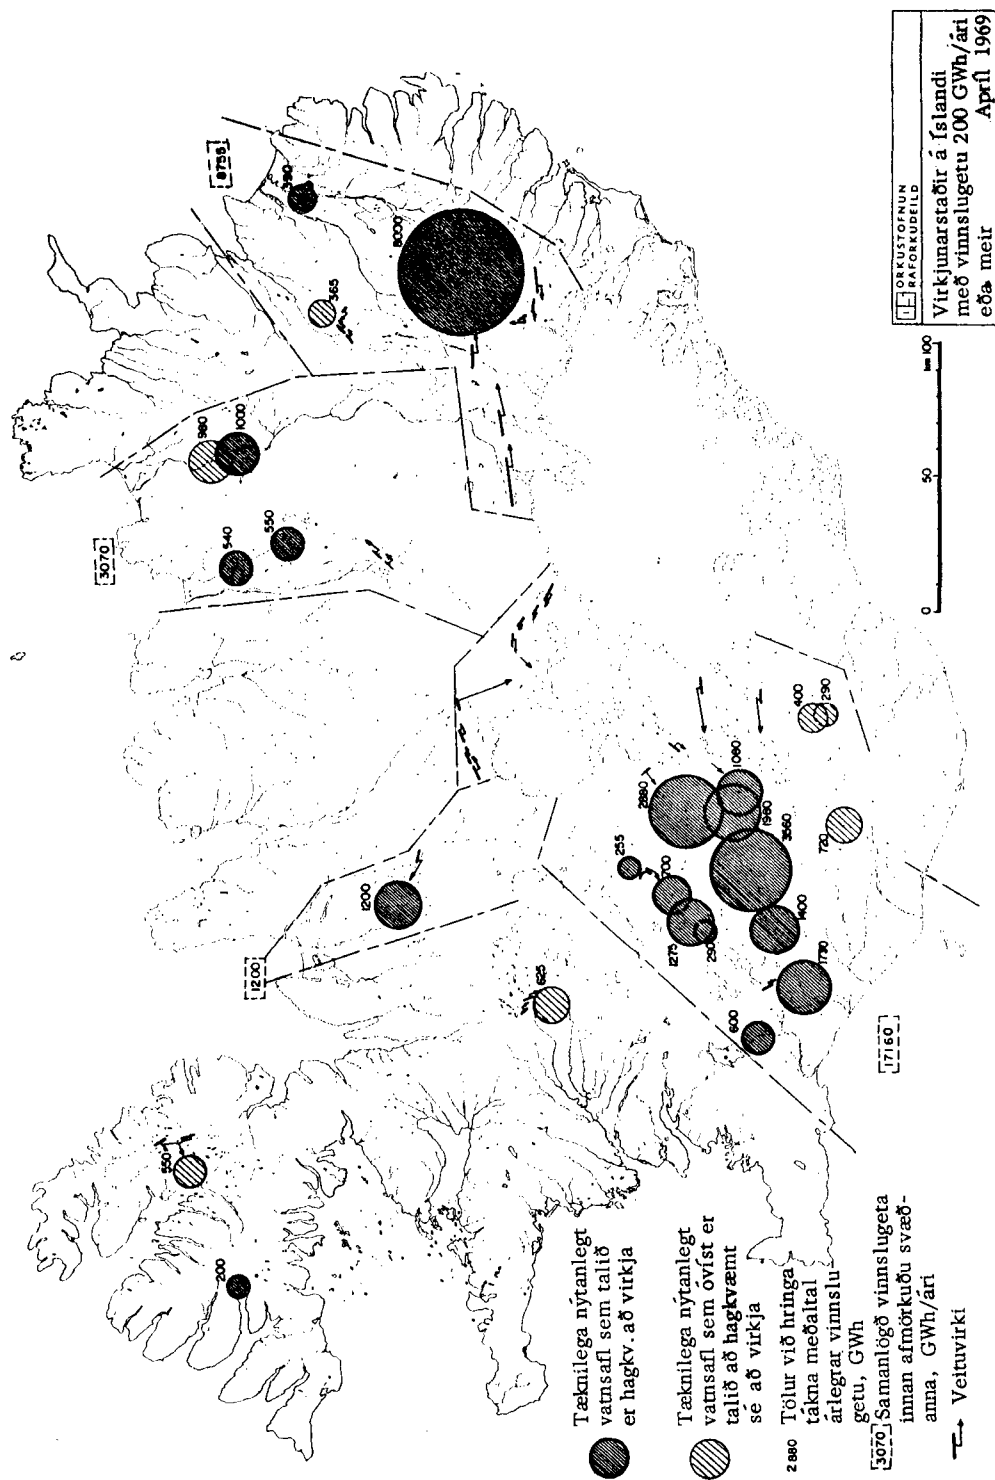 8755
390
365
8000
980
1000
540
550
3070
1200
1200
625
550
200
2880
1080
1980
3560
255
700
1275
290
1400
1730
600
17160
400
290
720
0
50
km 100
ORKUSTOFNUN
RAFORKUDEILD
Virkjunarstaðir á Íslandi
með vinnslugetu 200 GWh/ári
eða meir Apríl 1969
Tæknilega nýtanlegt
vatnsafl sem talið
er hagkv. að virkja
Tæknilega nýtanlegt
vatnsafl sem óvíst er
talið að hagkvæmt
sé að virkja
2880 Tölur við hringa
tákna meðaltal
árlegrar vinnslu
getu, GWh
3070 Samanlögð vinnslugeta
innan afmörkuðu svæð-
anna, GWh/ári
Veituvirki